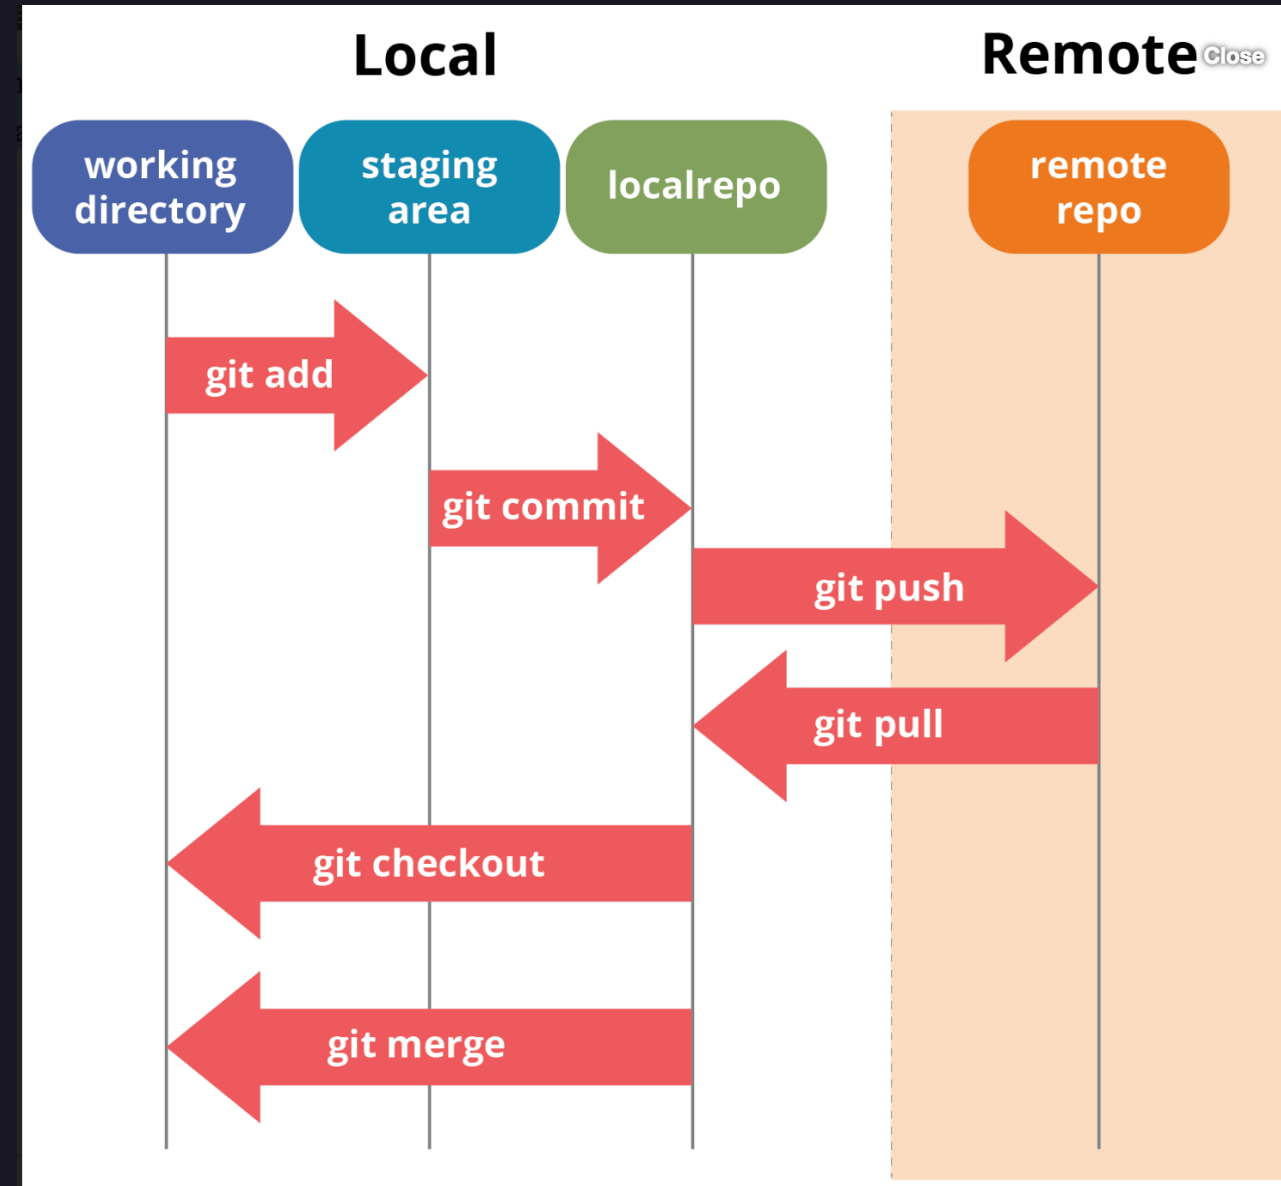 Local
Remote
Close
working
directory
staging
area
localrepo
remote
repo
git add
git commit
git push
git pull
git checkout
git merge